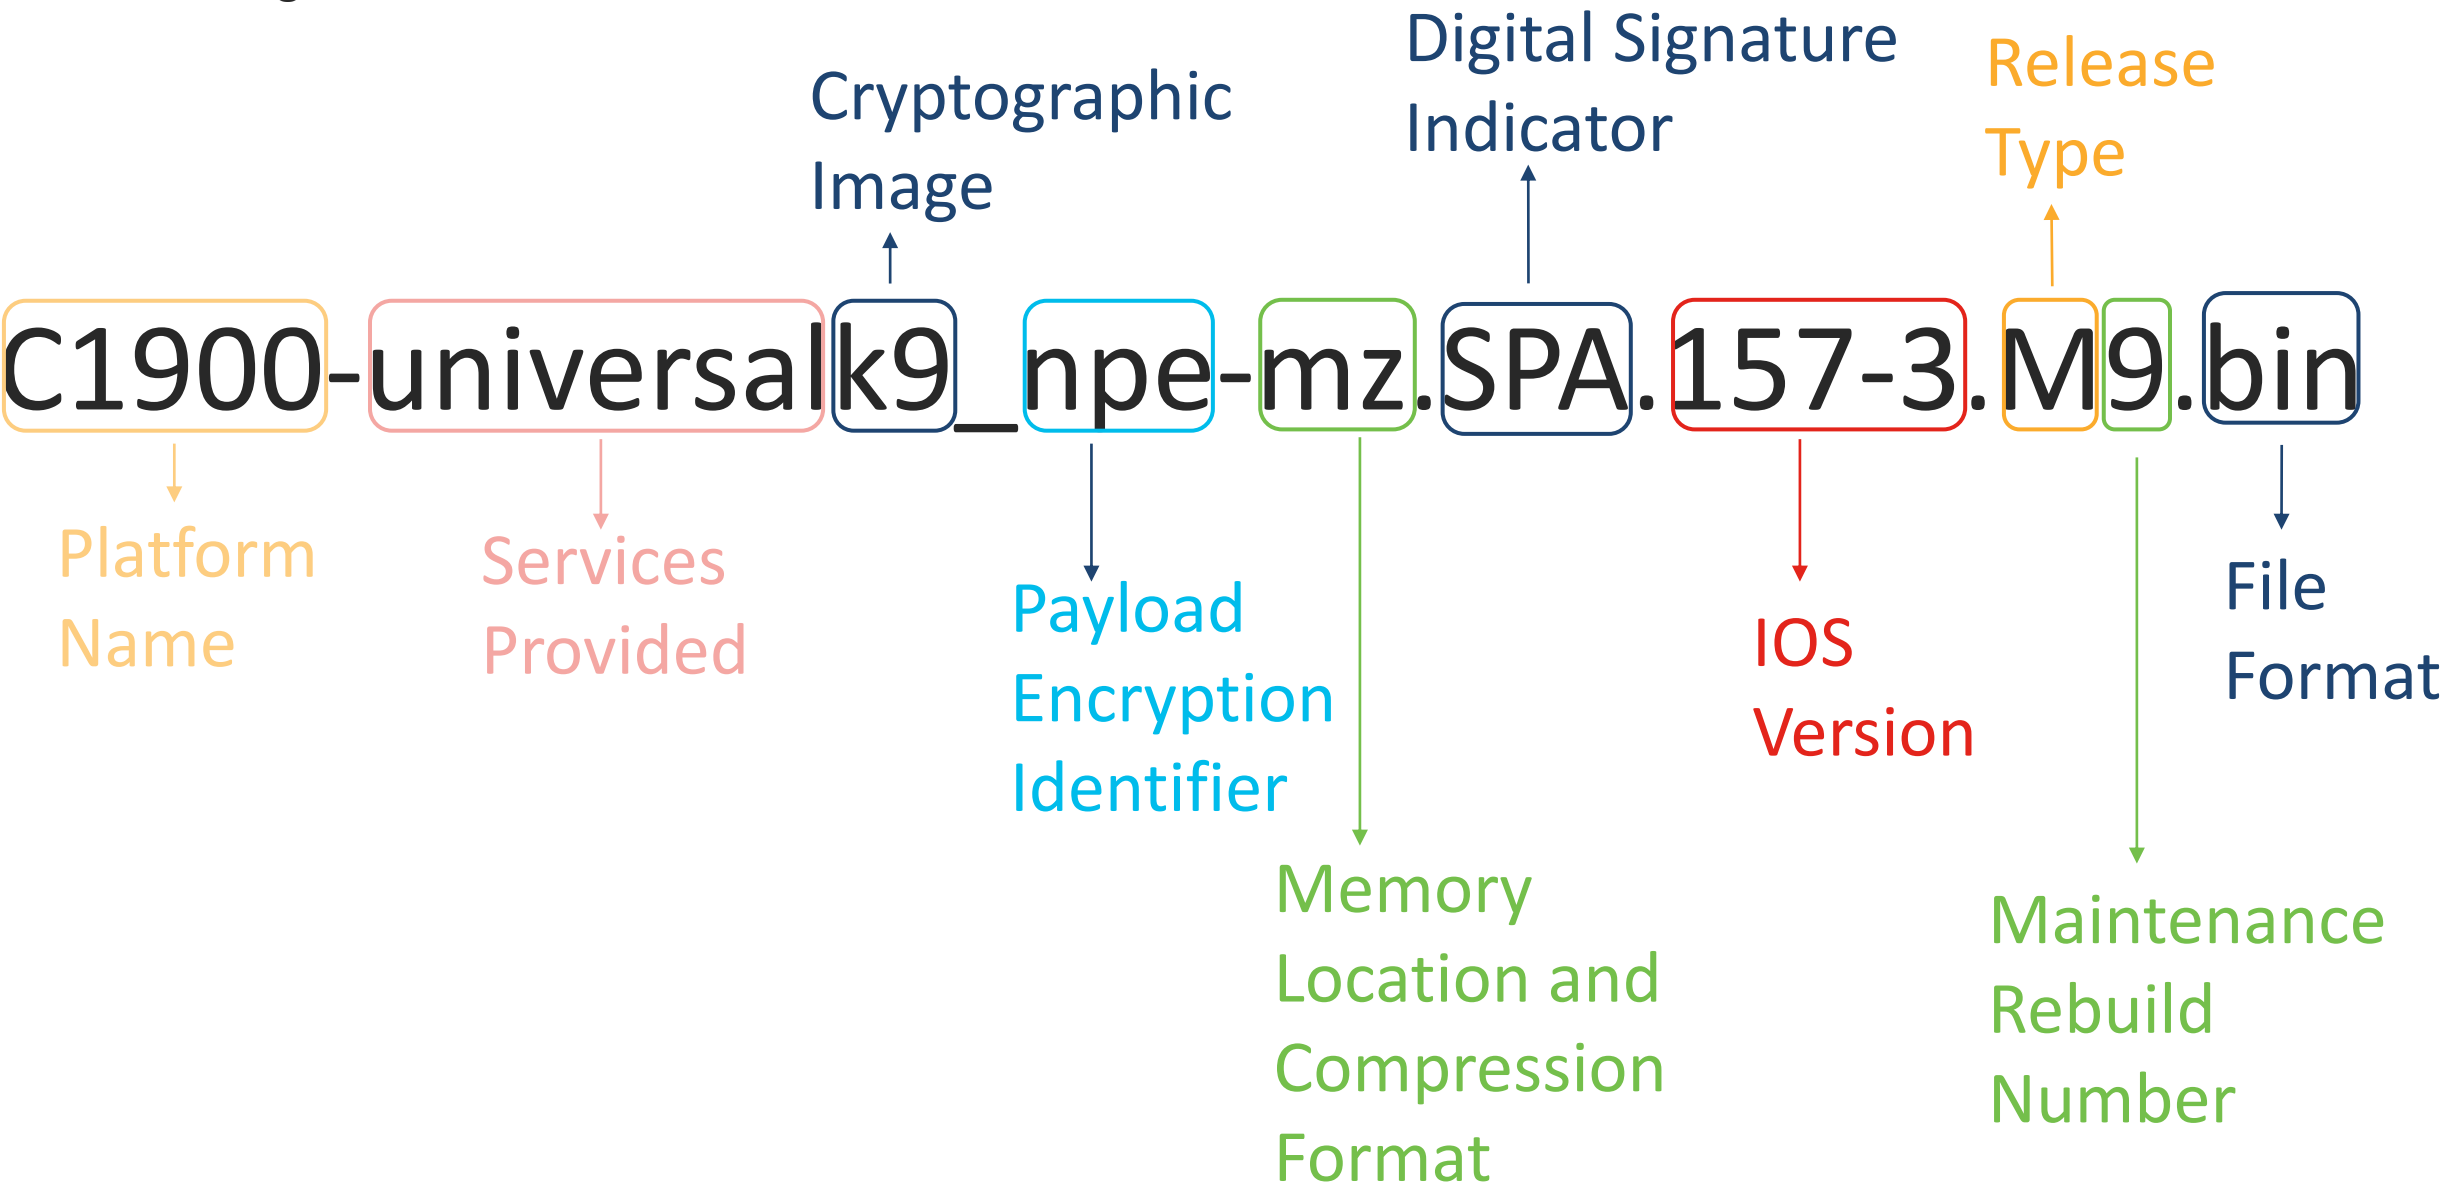 Digital Signature
Indicator
Release
Type
Cryptographic
Image
C1900-universalk9_npe-mz.SPA.157-3.M9.bin
Platform
Name
Services
Provided
Payload
Encryption
Identifier
IOS
Version
File
Format
Memory
Location and
Compression
Format
Maintenance
Rebuild
Number